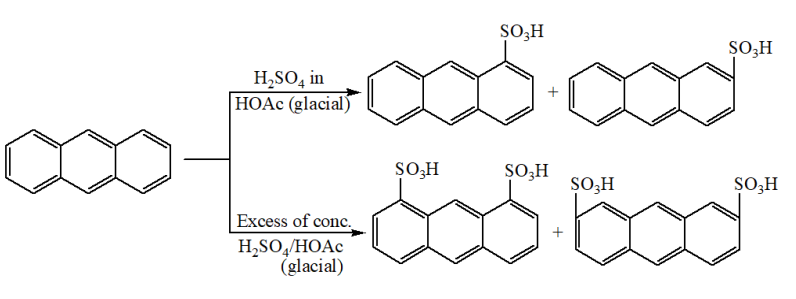 SO₃H
SO₃H
H₂SO₄ in
HOAc (glacial)
+
SO₃H
SO₃H
SO₃H
SO₃H
Excess of conc.
H₂SO₄/HOAc
(glacial)
+